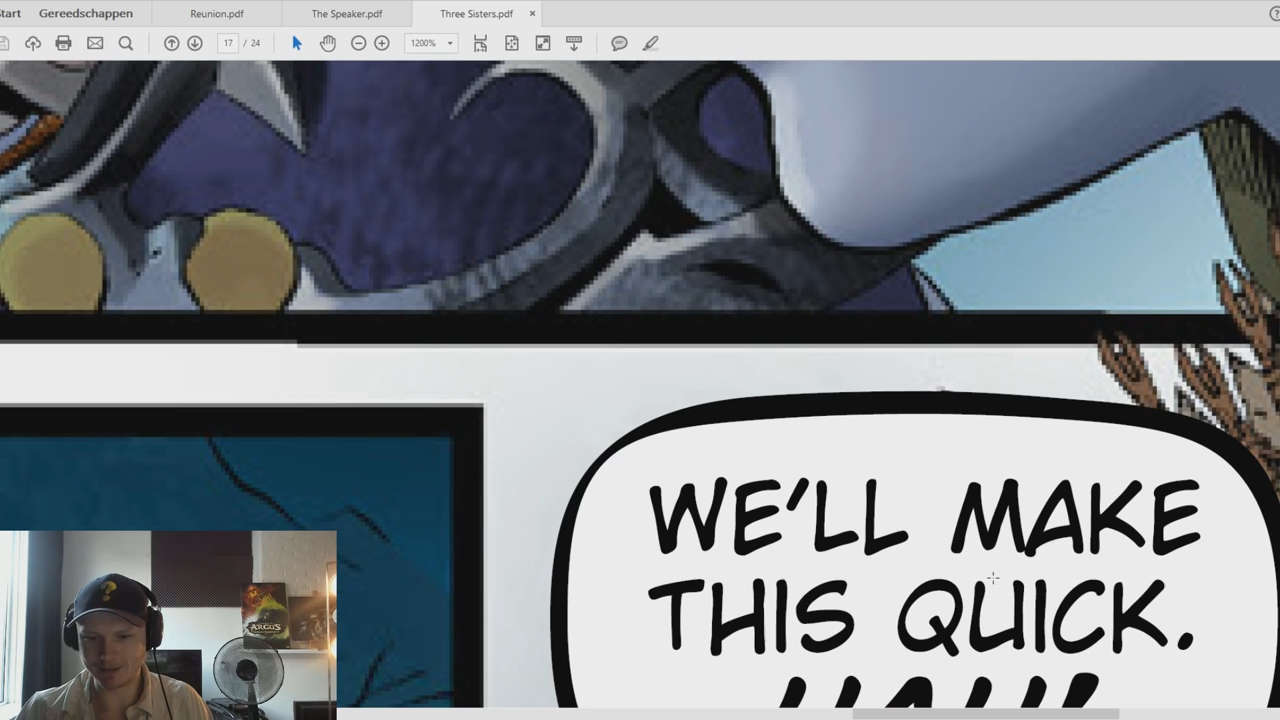 Start Gereedschappen Reunion.pdf The Speaker.pdf Three Sisters.pdf ×
17 / 24 1200%
WE'LL MAKE
THIS QUICK.
ARGUS
?